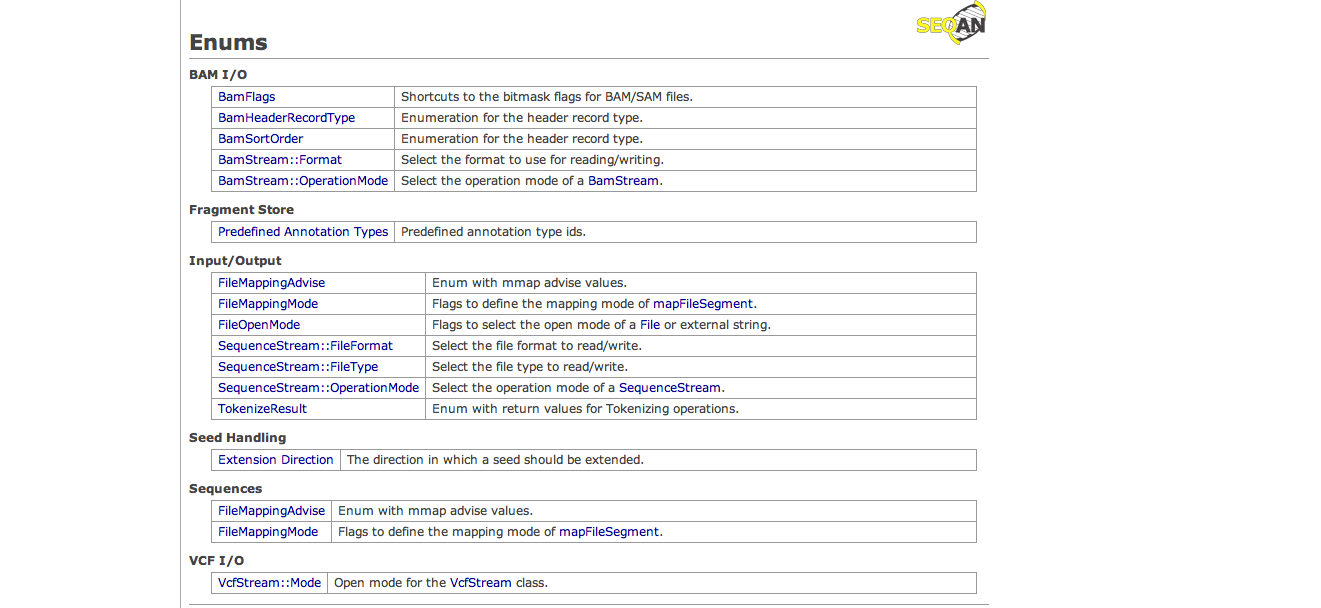 SEQAN
Enums
BAM I/O
BamFlags Shortcuts to the bitmask flags for BAM/SAM files.
BamHeaderRecordType Enumeration for the header record type.
BamSortOrder Enumeration for the header record type.
BamStream::Format Select the format to use for reading/writing.
BamStream::OperationMode Select the operation mode of a BamStream.
Fragment Store
Predefined Annotation Types Predefined annotation type ids.
Input/Output
FileMappingAdvise Enum with mmap advise values.
FileMappingMode Flags to define the mapping mode of mapFileSegment.
FileOpenMode Flags to select the open mode of a File or external string.
SequenceStream::FileFormat Select the file format to read/write.
SequenceStream::FileType Select the file type to read/write.
SequenceStream::OperationMode Select the operation mode of a SequenceStream.
TokenizeResult Enum with return values for Tokenizing operations.
Seed Handling
Extension Direction The direction in which a seed should be extended.
Sequences
FileMappingAdvise Enum with mmap advise values.
FileMappingMode Flags to define the mapping mode of mapFileSegment.
VCF I/O
VcfStream::Mode Open mode for the VcfStream class.